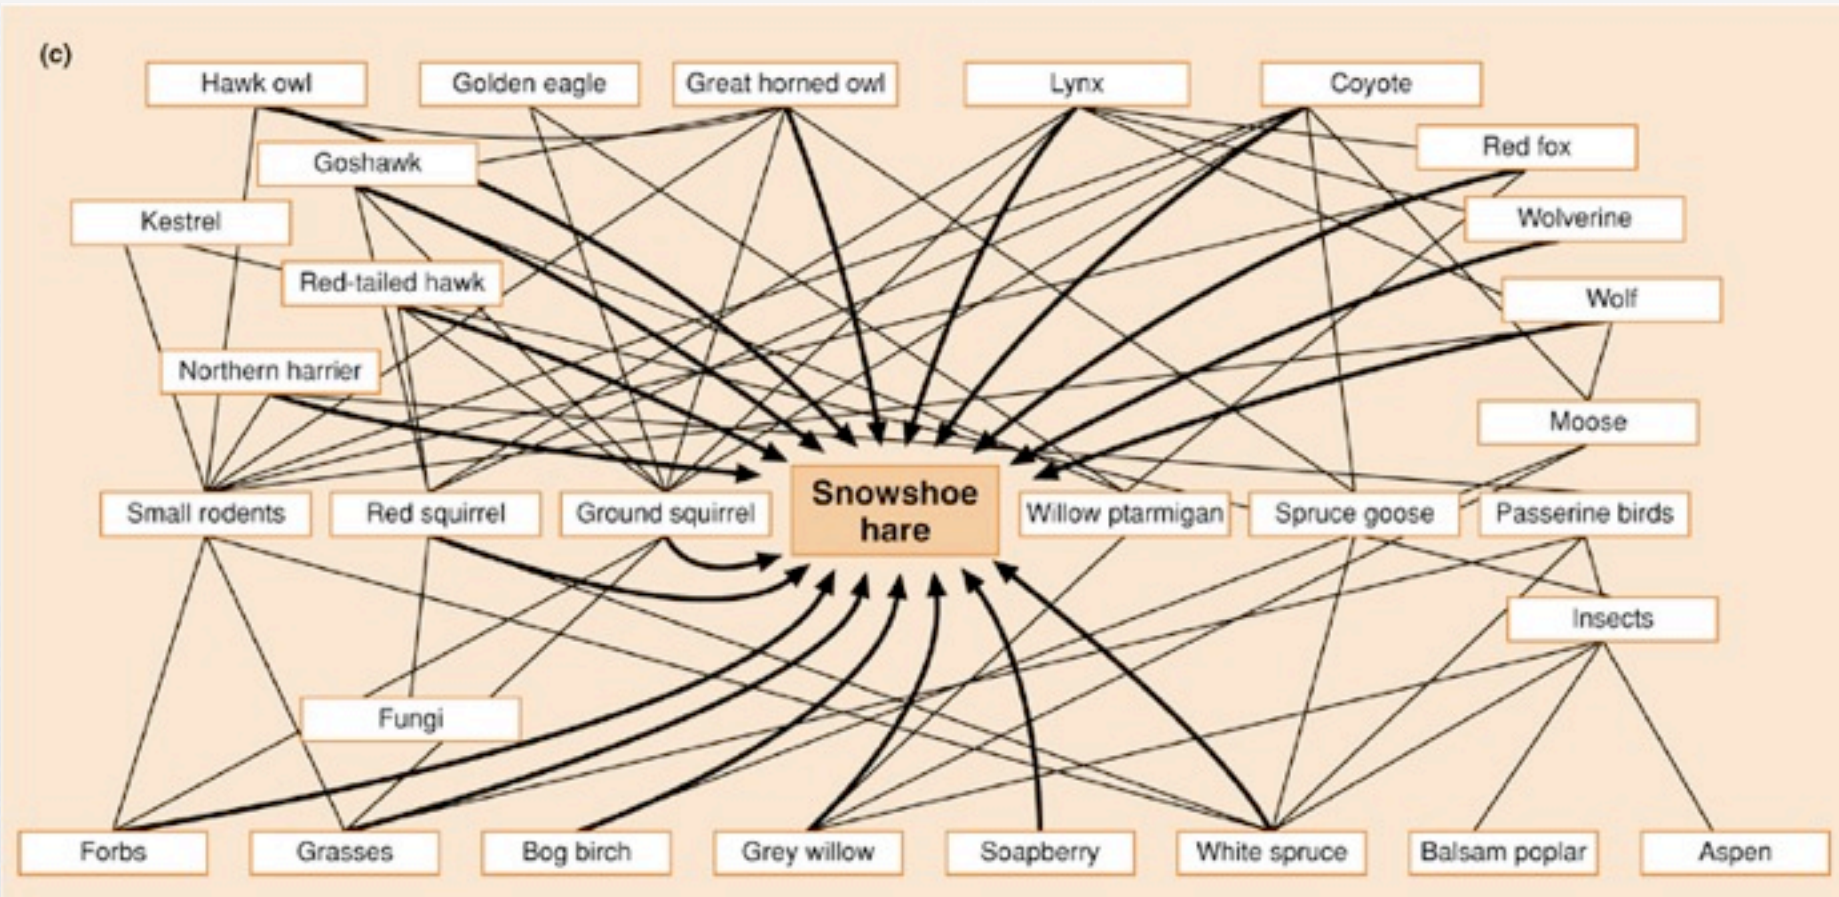 (c)
Hawk owl
Golden eagle
Great horned owl
Lynx
Coyote
Red fox
Goshawk
Kestrel
Wolverine
Red-tailed hawk
Wolf
Northern harrier
Moose
Small rodents
Red squirrel
Ground squirrel
Snowshoe
hare
Willow ptarmigan
Spruce goose
Passerine birds
Insects
Fungi
Forbs
Grasses
Bog birch
Grey willow
Soapberry
White spruce
Balsam poplar
Aspen